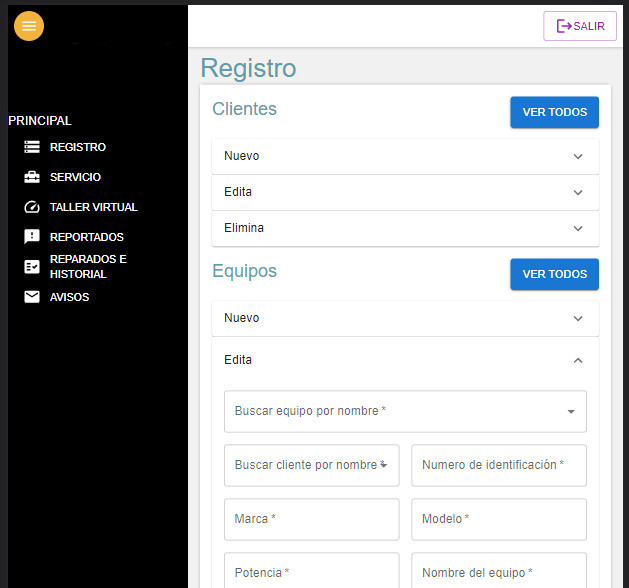 SALIR
PRINCIPAL
REGISTRO
SERVICIO
TALLER VIRTUAL
REPORTADOS
REPARADOS E
HISTORIAL
AVISOS
Registro
Clientes
VER TODOS
Nuevo
Edita
Elimina
Equipos
VER TODOS
Nuevo
Edita
Buscar equipo por nombre *
Buscar cliente por nombre *
Numero de identificación *
Marca *
Modelo *
Potencia *
Nombre del equipo *